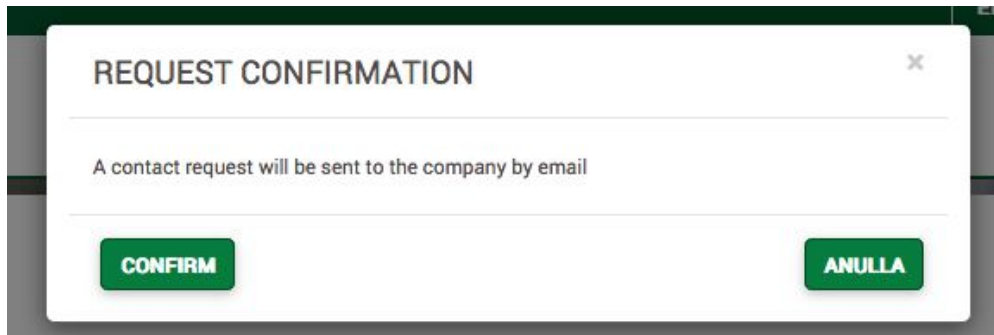 REQUEST CONFIRMATION
×
A contact request will be sent to the company by email
CONFIRM
ANULLA